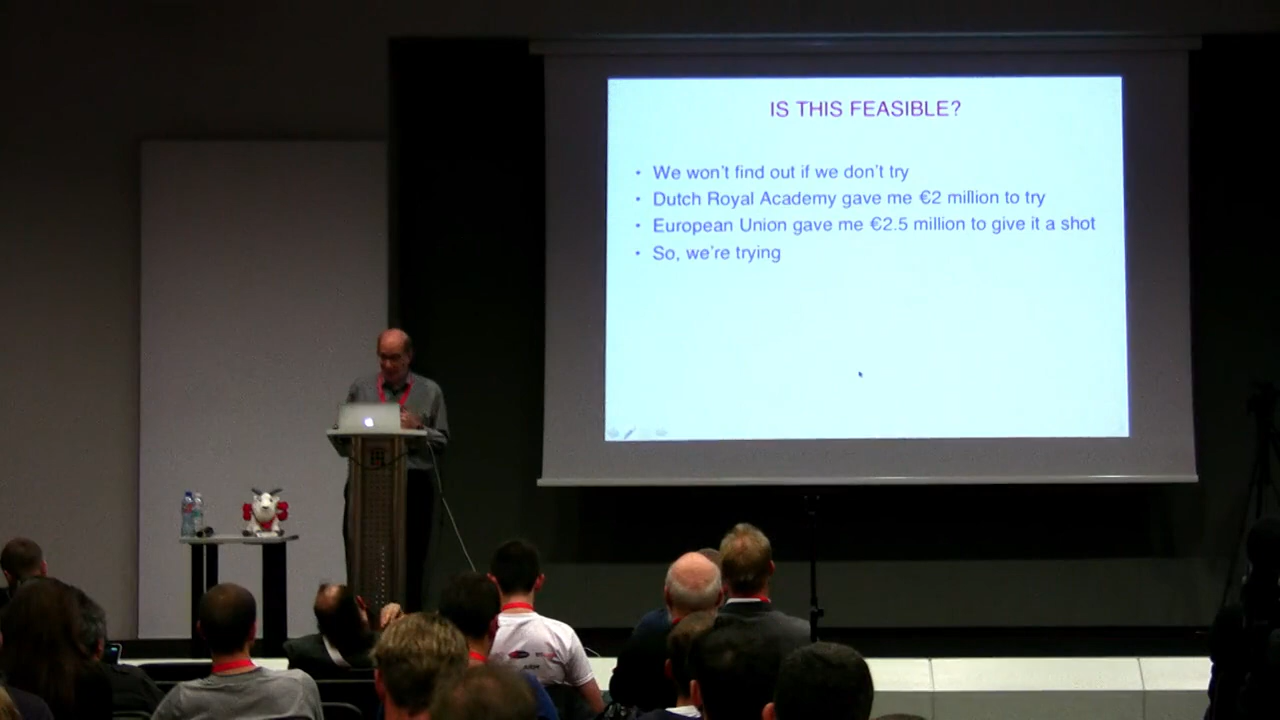 IS THIS FEASIBLE?
• We won't find out if we don't try
• Dutch Royal Academy gave me €2 million to try
• European Union gave me €2.5 million to give it a shot
• So, we're trying